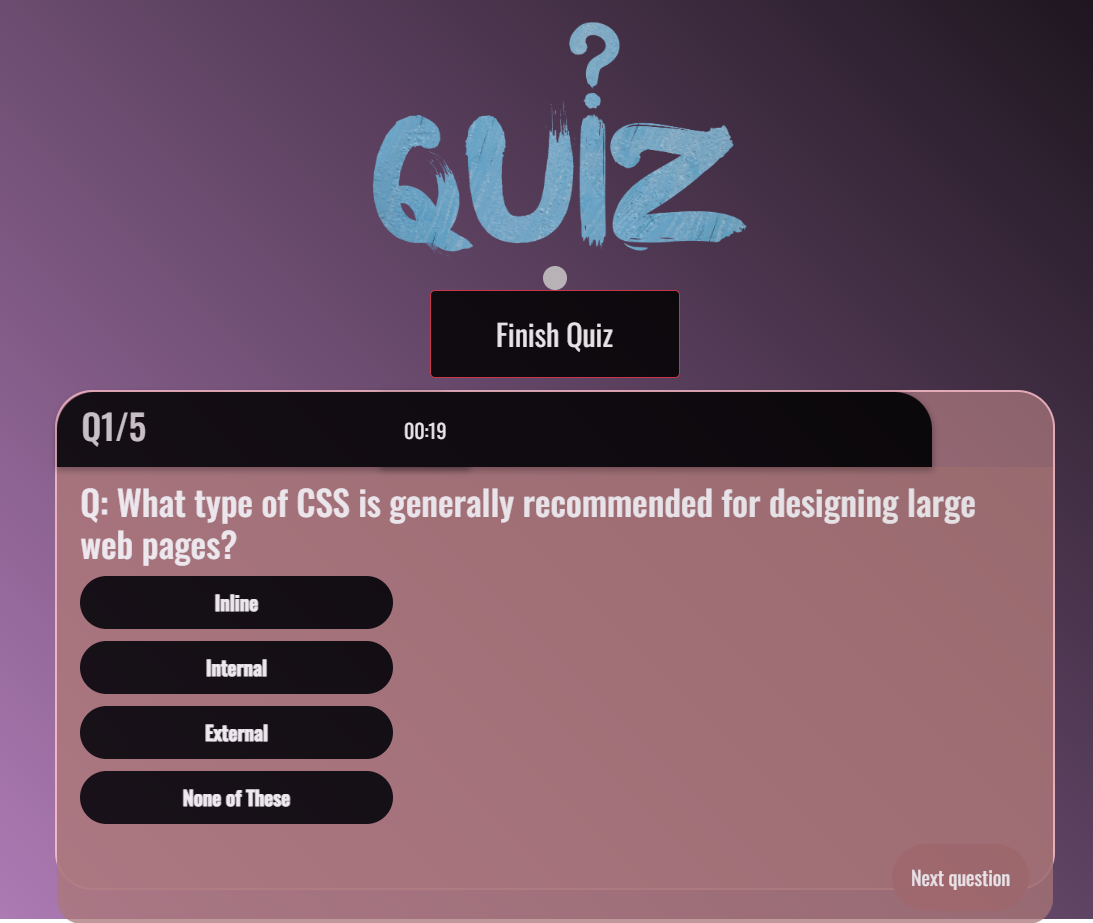 ?
QUiZ
Finish Quiz
Q1/5
00:19
Q: What type of CSS is generally recommended for designing large
web pages?
Inline
Internal
External
None of These
Next question